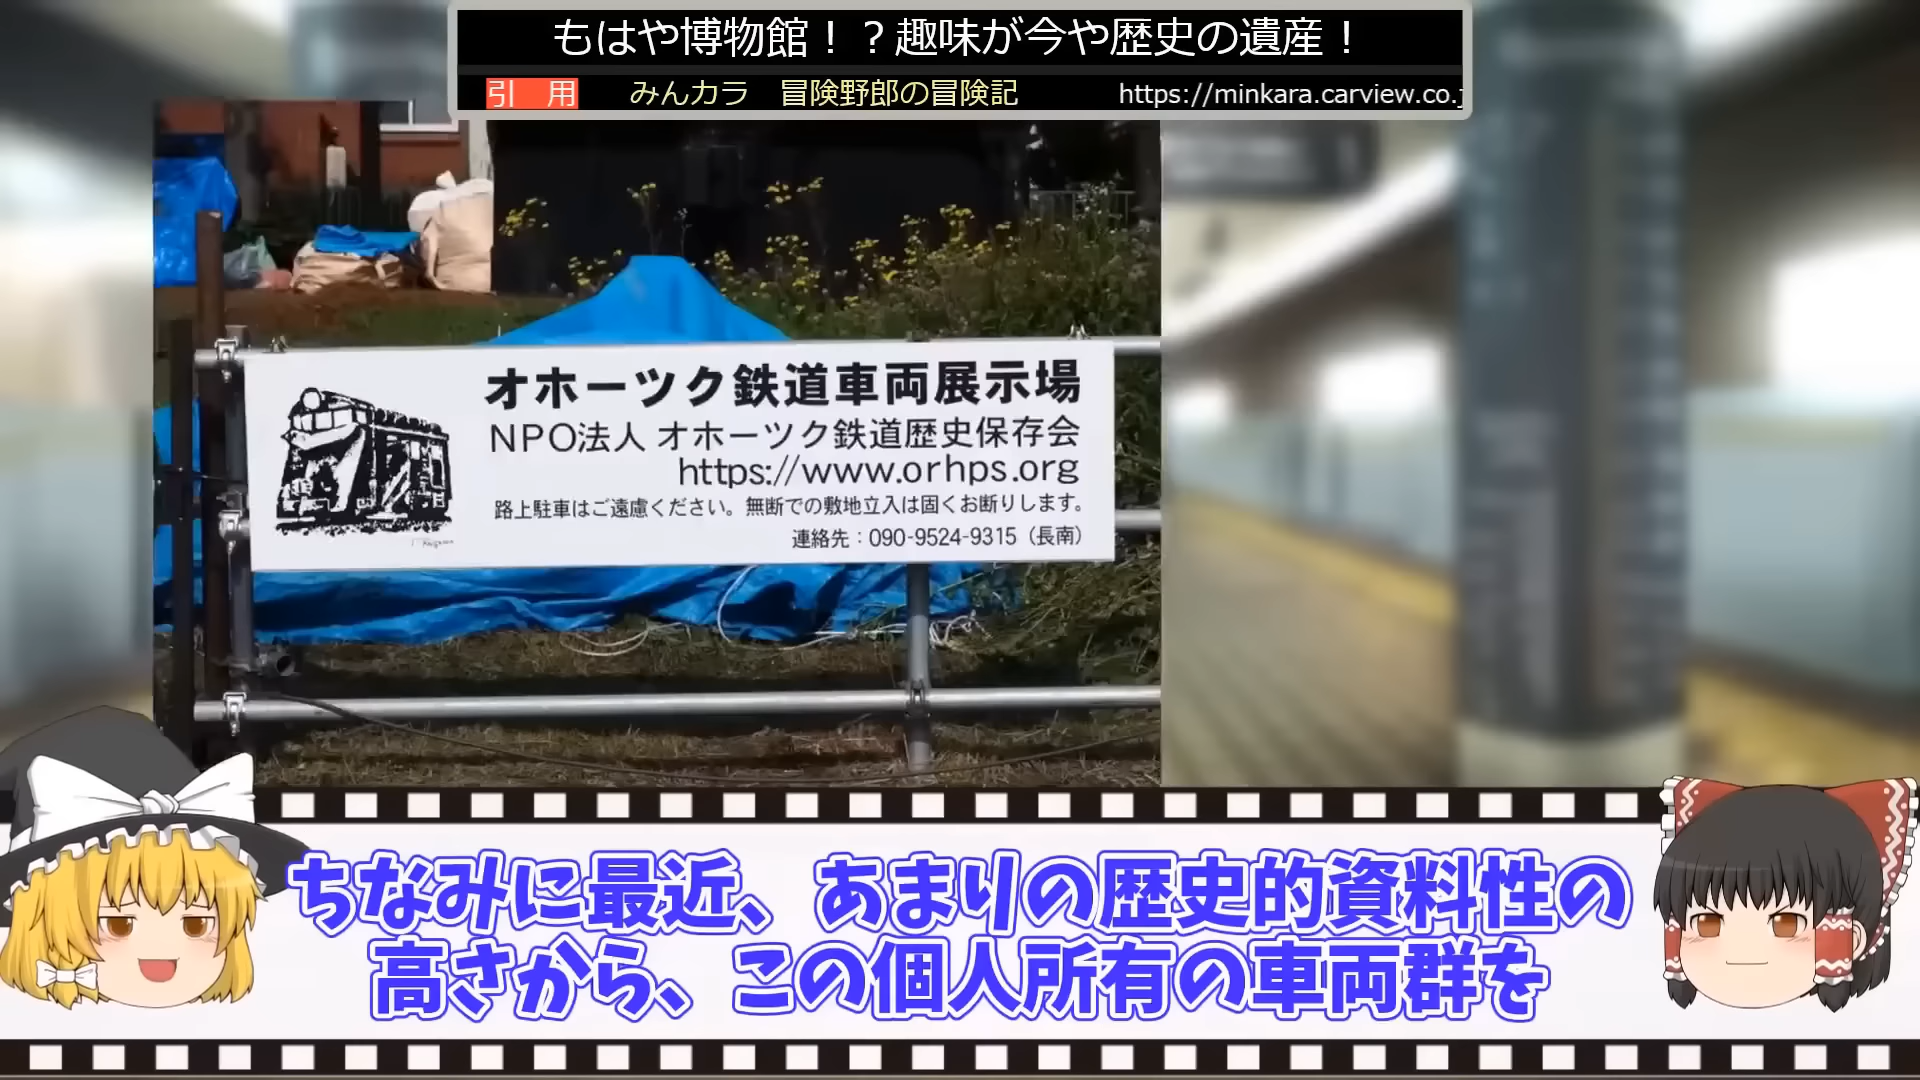 もはや博物館！？趣味が今や歴史の遺産！
引　用　みんカラ　冒険野郎の冒険記　https://minkara.carview.co.j
オホーツク鉄道車両展示場
NPO法人 オホーツク鉄道歴史保存会
https://www.orhps.org
路上駐車はご遠慮ください。無断での敷地立入は固くお断りします。
連絡先：090-9524-9315（長南）
ちなみに最近、あまりの歴史的資料性の
高さから、この個人所有の車両群を